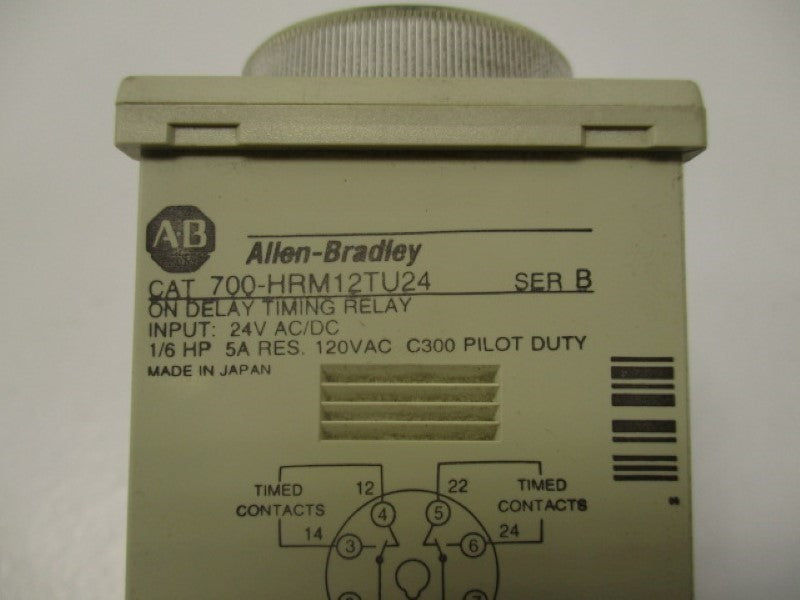 A·B
Allen-Bradley
CAT 700-HRM12TU24 SER B
ON DELAY TIMING RELAY
INPUT: 24V AC/DC
1/6 HP 5A RES. 120VAC C300 PILOT DUTY
MADE IN JAPAN
TIMED CONTACTS
12
22
TIMED CONTACTS
14
4
5
24
3
6